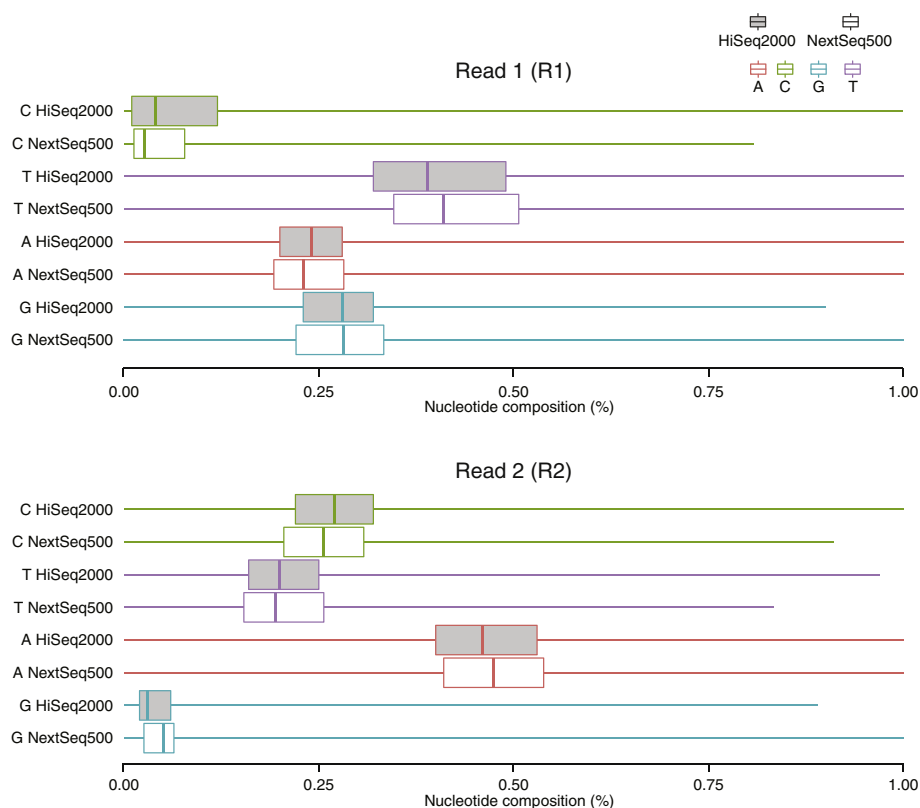 HiSeq2000 NextSeq500
A C G T
Read 1 (R1)
C HiSeq2000
C NextSeq500
T HiSeq2000
T NextSeq500
A HiSeq2000
A NextSeq500
G HiSeq2000
G NextSeq500
0.00 0.25 0.50 0.75 1.00
Nucleotide composition (%)
Read 2 (R2)
C HiSeq2000
C NextSeq500
T HiSeq2000
T NextSeq500
A HiSeq2000
A NextSeq500
G HiSeq2000
G NextSeq500
0.00 0.25 0.50 0.75 1.00
Nucleotide composition (%)